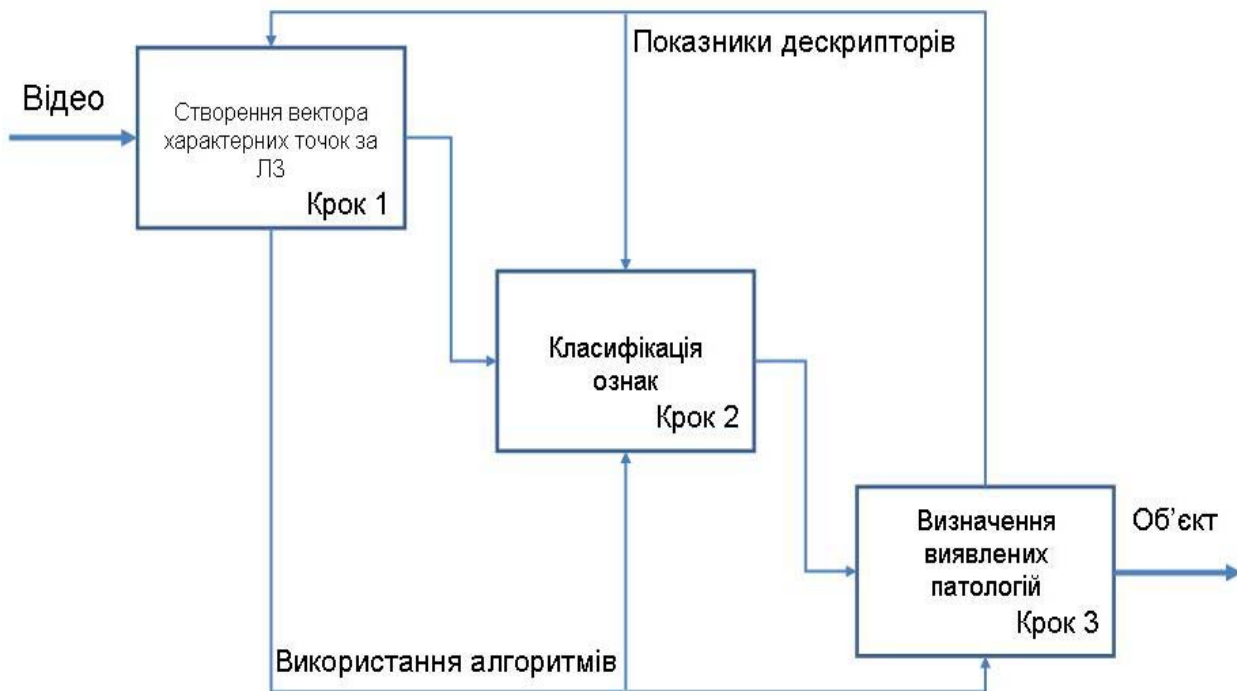 Показники дескрипторів
Відео
Створення вектора
характерних точок за
ЛЗ
Крок 1
Класифікація
ознак
Крок 2
Визначення
виявлених
патологій
Крок 3
Об’єкт
Використання алгоритмів